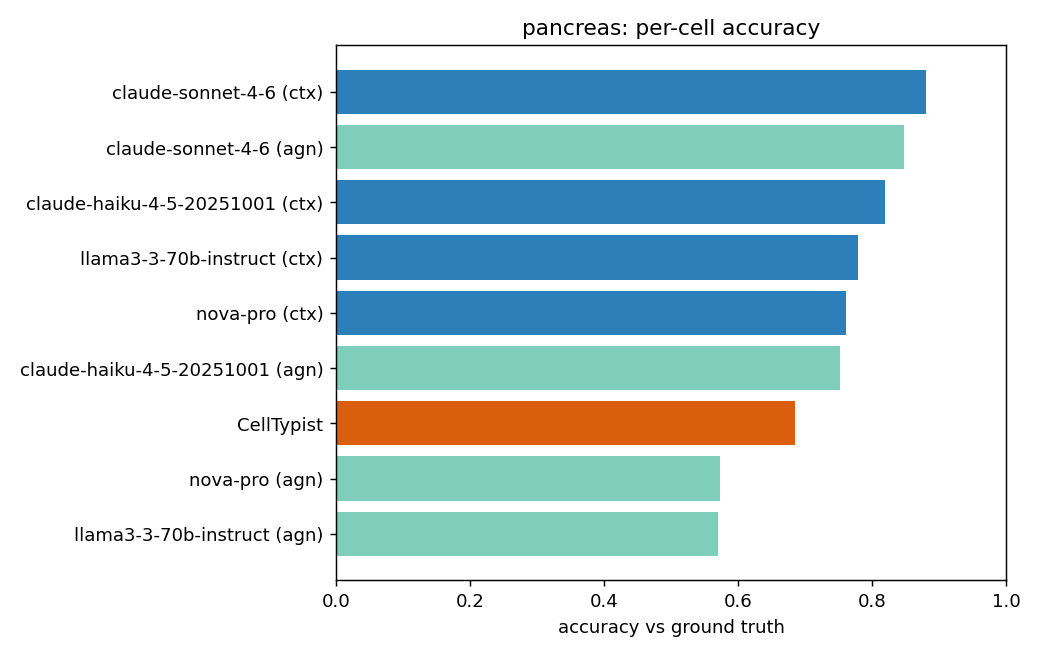 pancreas: per-cell accuracy
claude-sonnet-4-6 (ctx)
claude-sonnet-4-6 (agn)
claude-haiku-4-5-20251001 (ctx)
llama3-3-70b-instruct (ctx)
nova-pro (ctx)
claude-haiku-4-5-20251001 (agn)
CellTypist
nova-pro (agn)
llama3-3-70b-instruct (agn)
0.0 0.2 0.4 0.6 0.8 1.0
accuracy vs ground truth